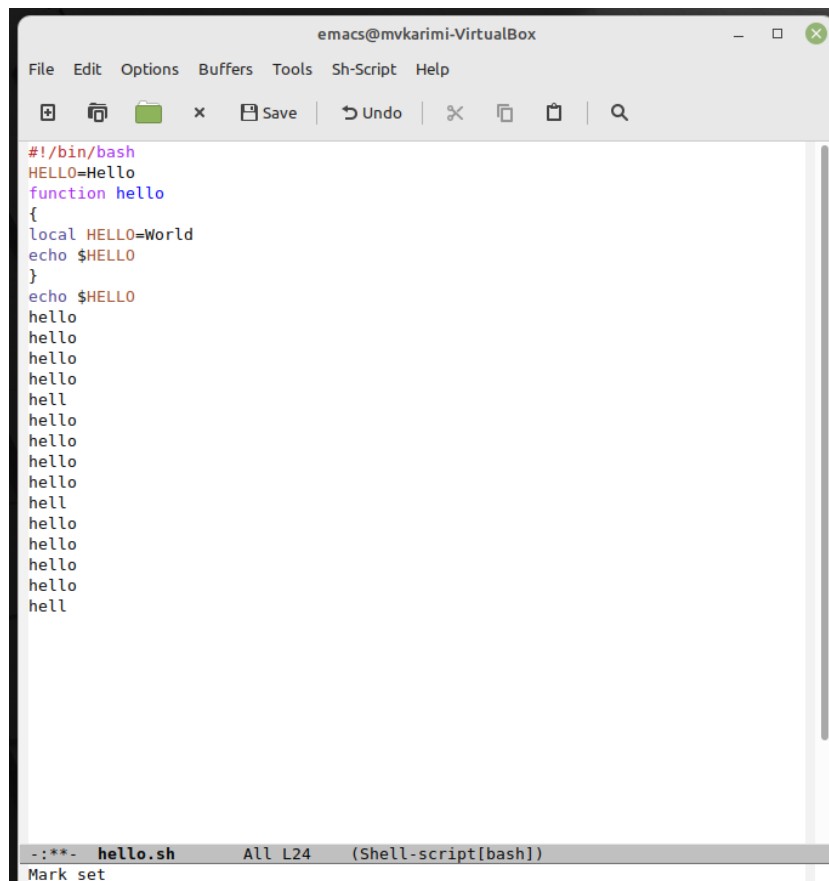 emacs@mvkarimi-VirtualBox
File Edit Options Buffers Tools Sh-Script Help
Save Undo
#!/bin/bash
HELLO=Hello
function hello
{
local HELLO=World
echo $HELLO
}
echo $HELLO
hello
hello
hello
hello
hell
hello
hello
hello
hello
hell
hello
hello
hello
hello
hell
-:**- hello.sh All L24 (Shell-script[bash])
Mark set